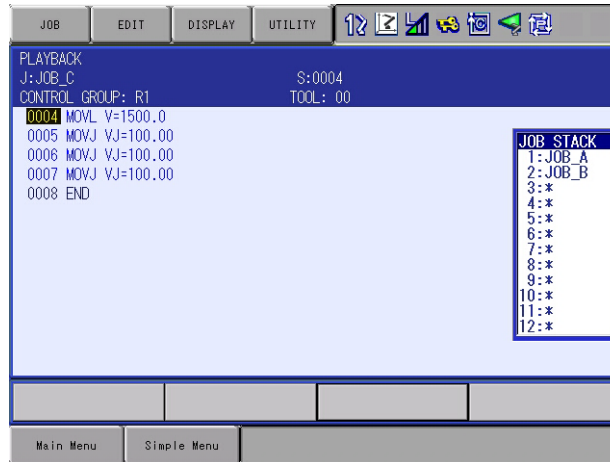 JOB EDIT DISPLAY UTILITY
PLAYBACK
J:JOB_C S:0004
CONTROL GROUP: R1 TOOL: 00
0004 MOVL V=1500.0
0005 MOVJ VJ=100.00
0006 MOVJ VJ=100.00
0007 MOVJ VJ=100.00
0008 END
JOB STACK
1:JOB_A
2:JOB_B
3:*
4:*
5:*
6:*
7:*
8:*
9:*
10:*
11:*
12:*
Main Menu Simple Menu